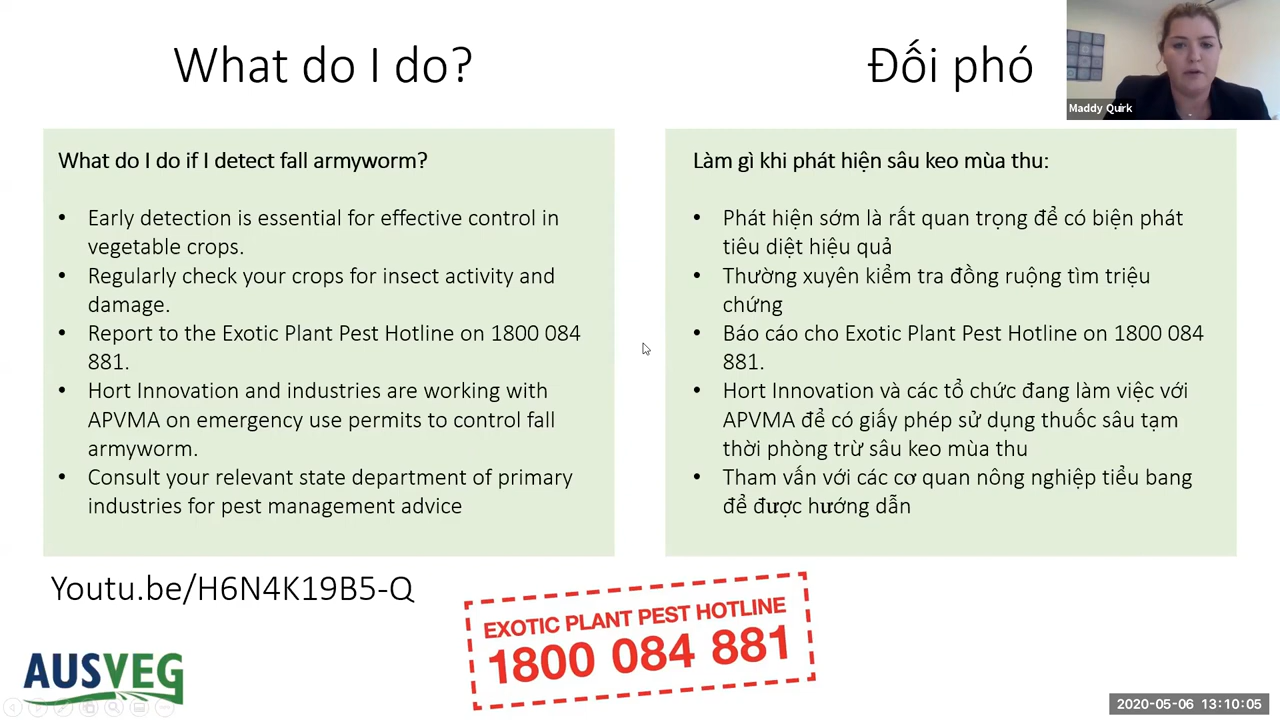 What do I do?
Đối phó
Maddy Quirk
What do I do if I detect fall armyworm?
• Early detection is essential for effective control in
vegetable crops.
• Regularly check your crops for insect activity and
damage.
• Report to the Exotic Plant Pest Hotline on 1800 084
881.
• Hort Innovation and industries are working with
APVMA on emergency use permits to control fall
armyworm.
• Consult your relevant state department of primary
industries for pest management advice
Làm gì khi phát hiện sâu keo mùa thu:
• Phát hiện sớm là rất quan trọng để có biện phát
tiêu diệt hiệu quả
• Thường xuyên kiểm tra đồng ruộng tìm triệu
chứng
• Báo cáo cho Exotic Plant Pest Hotline on 1800 084
881.
• Hort Innovation và các tổ chức đang làm việc với
APVMA để có giấy phép sử dụng thuốc sâu tạm
thời phòng trừ sâu keo mùa thu
• Tham vấn với các cơ quan nông nghiệp tiểu bang
để được hướng dẫn
Youtu.be/H6N4K19B5-Q
EXOTIC PLANT PEST HOTLINE
1800 084 881
AUSVEG
2020-05-06 13:10:05